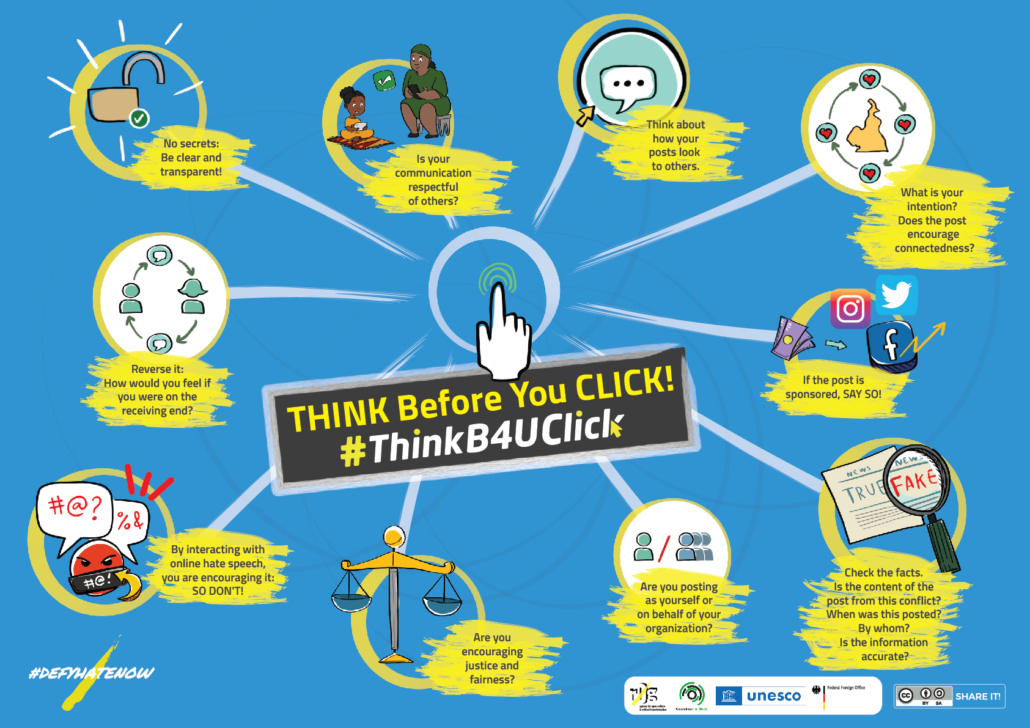 No secrets:
Be clear and
transparent!
Is your
communication
respectful
of others?
Think about
how your
posts look
to others.
What is your
intention?
Does the post
encourage
connectedness?
Reverse it:
How would you feel if
you were on the
receiving end?
If the post is
sponsored, SAY SO!
THINK Before You CLICK!
#ThinkB4UClick
#@?
%&
#@!
By interacting with
online hate speech,
you are encouraging it:
SO DON'T!
Are you
encouraging
justice and
fairness?
Are you posting
as yourself or
on behalf of your
organization?
NEWS
TRUE
NEWS
FAKE
Check the facts.
Is the content of the
post from this conflict?
When was this posted?
By whom?
Is the information
accurate?
#DEFYHATENOW
unesco
Federal Foreign Office
CC BY SA
SHARE IT!